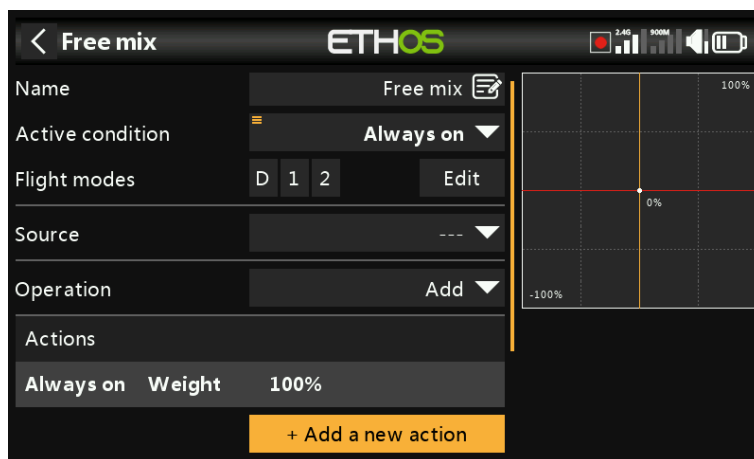 Free mix
ETHOS
2.4G
900M
Name
Free mix
Active condition
Always on
Flight modes
D 1 2
Edit
Source
---
Operation
Add
Actions
Always on Weight 100%
+ Add a new action
100%
0%
-100%